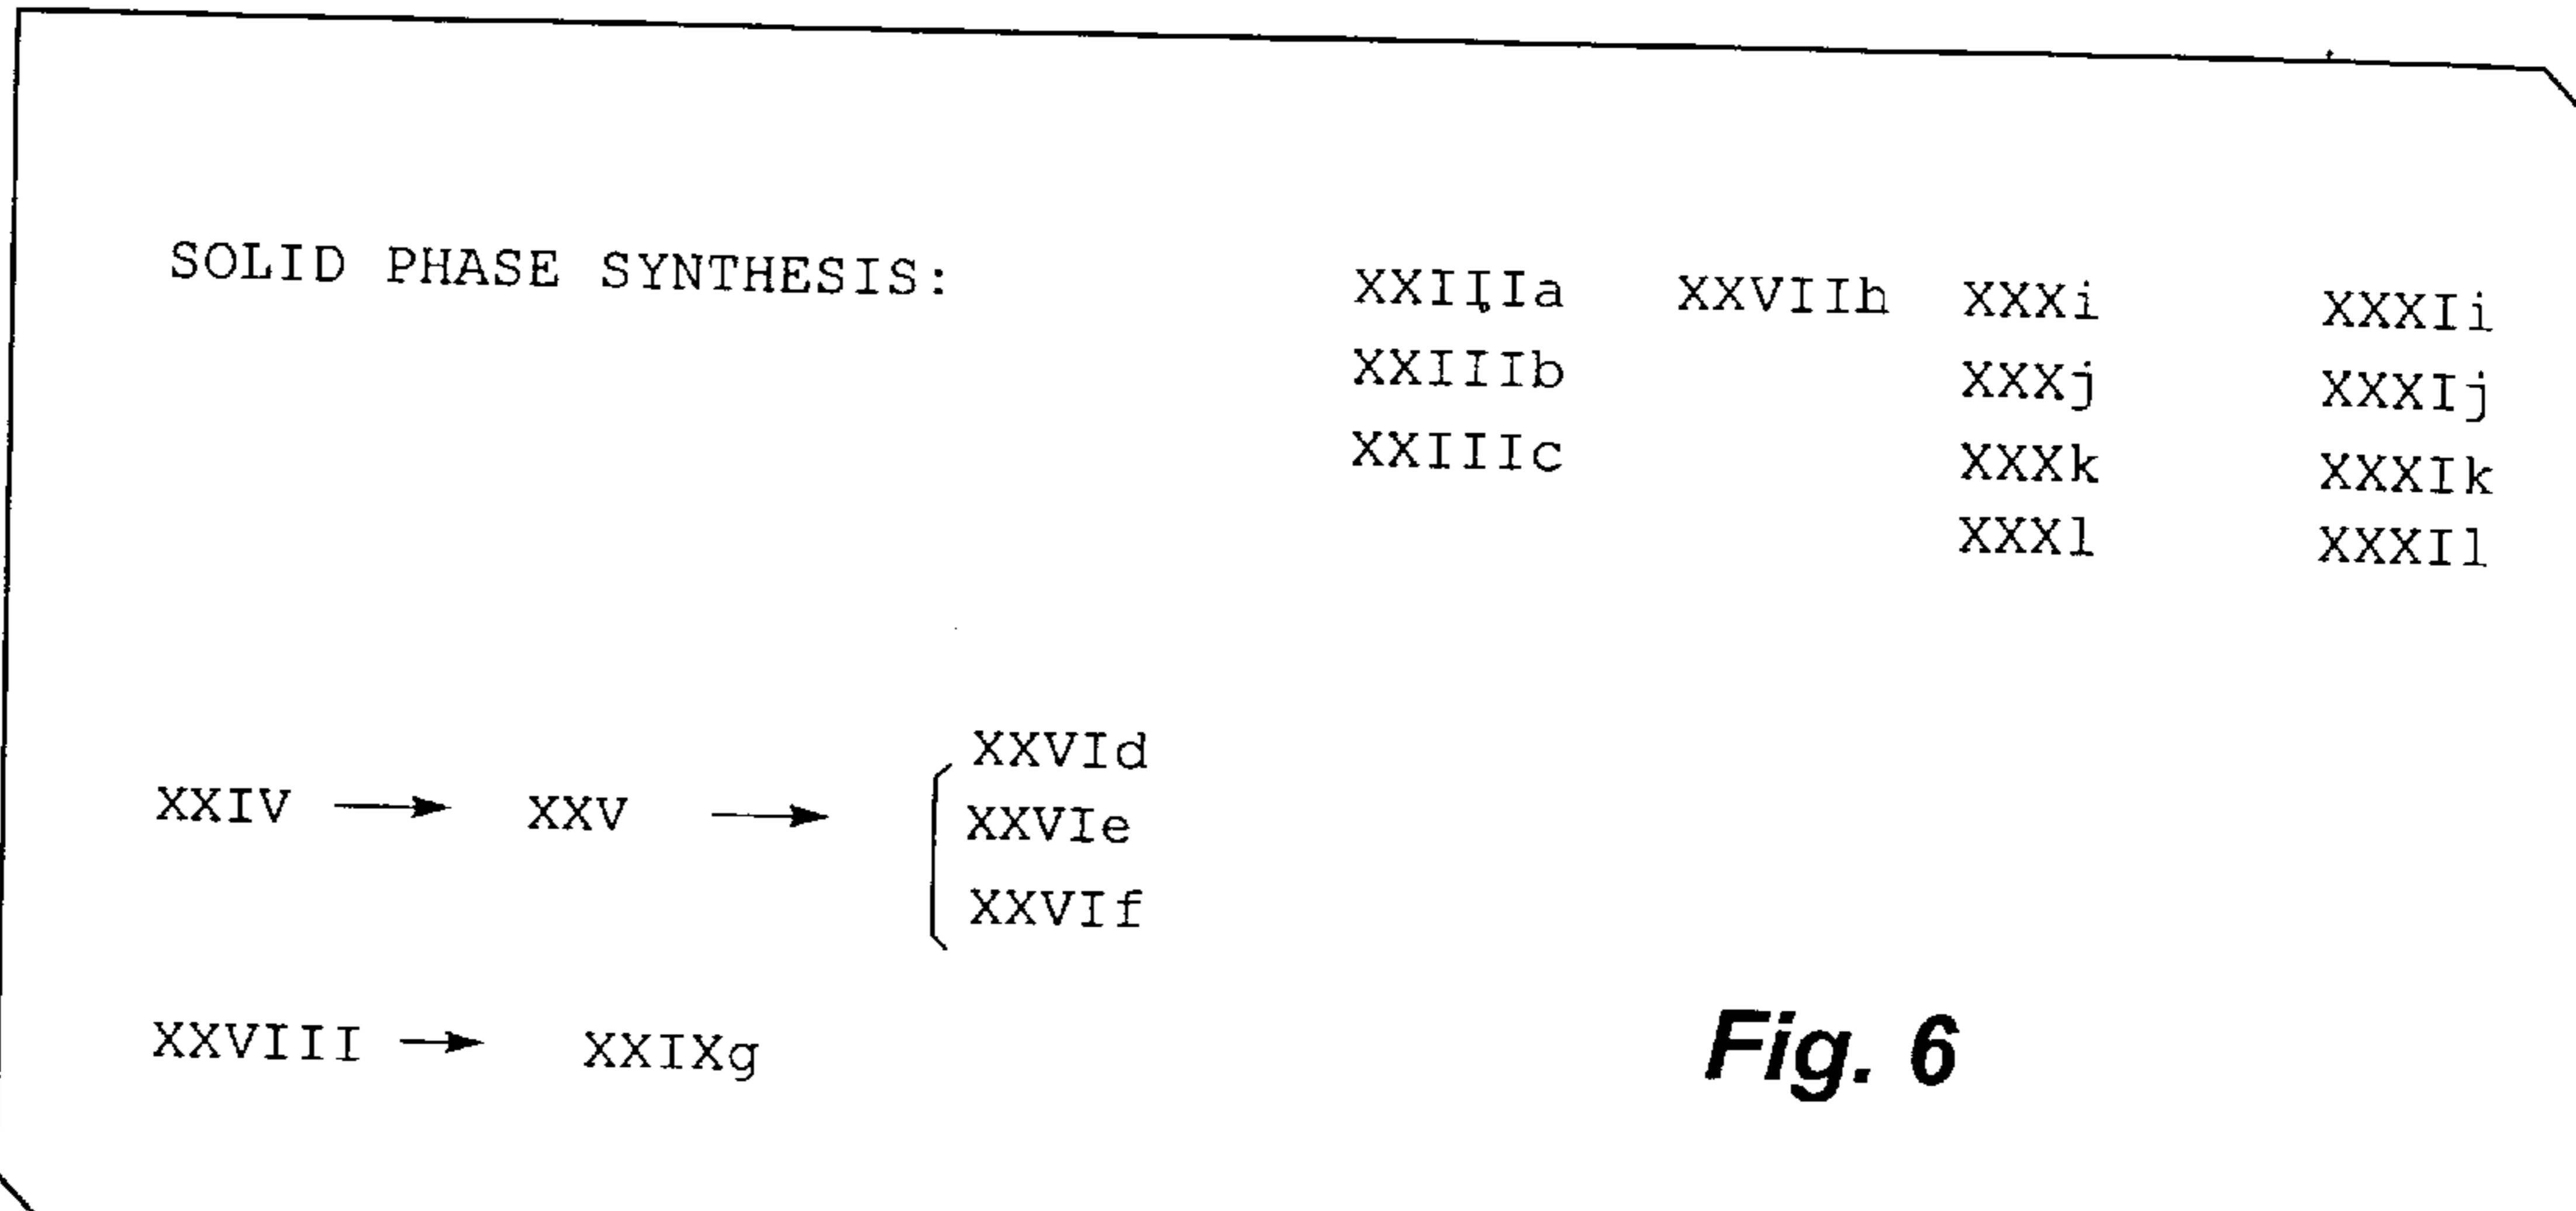 SOLID PHASE SYNTHESIS: XXIIIa XXVIIh XXXi XXXIi
XXIIIb XXXj XXXIj
XXIIIc XXXk XXXIk
XXXl XXXIl
XXVId
XXIV → XXV → XXVIe
XXVIf
XXVIII → XXIXg
Fig. 6